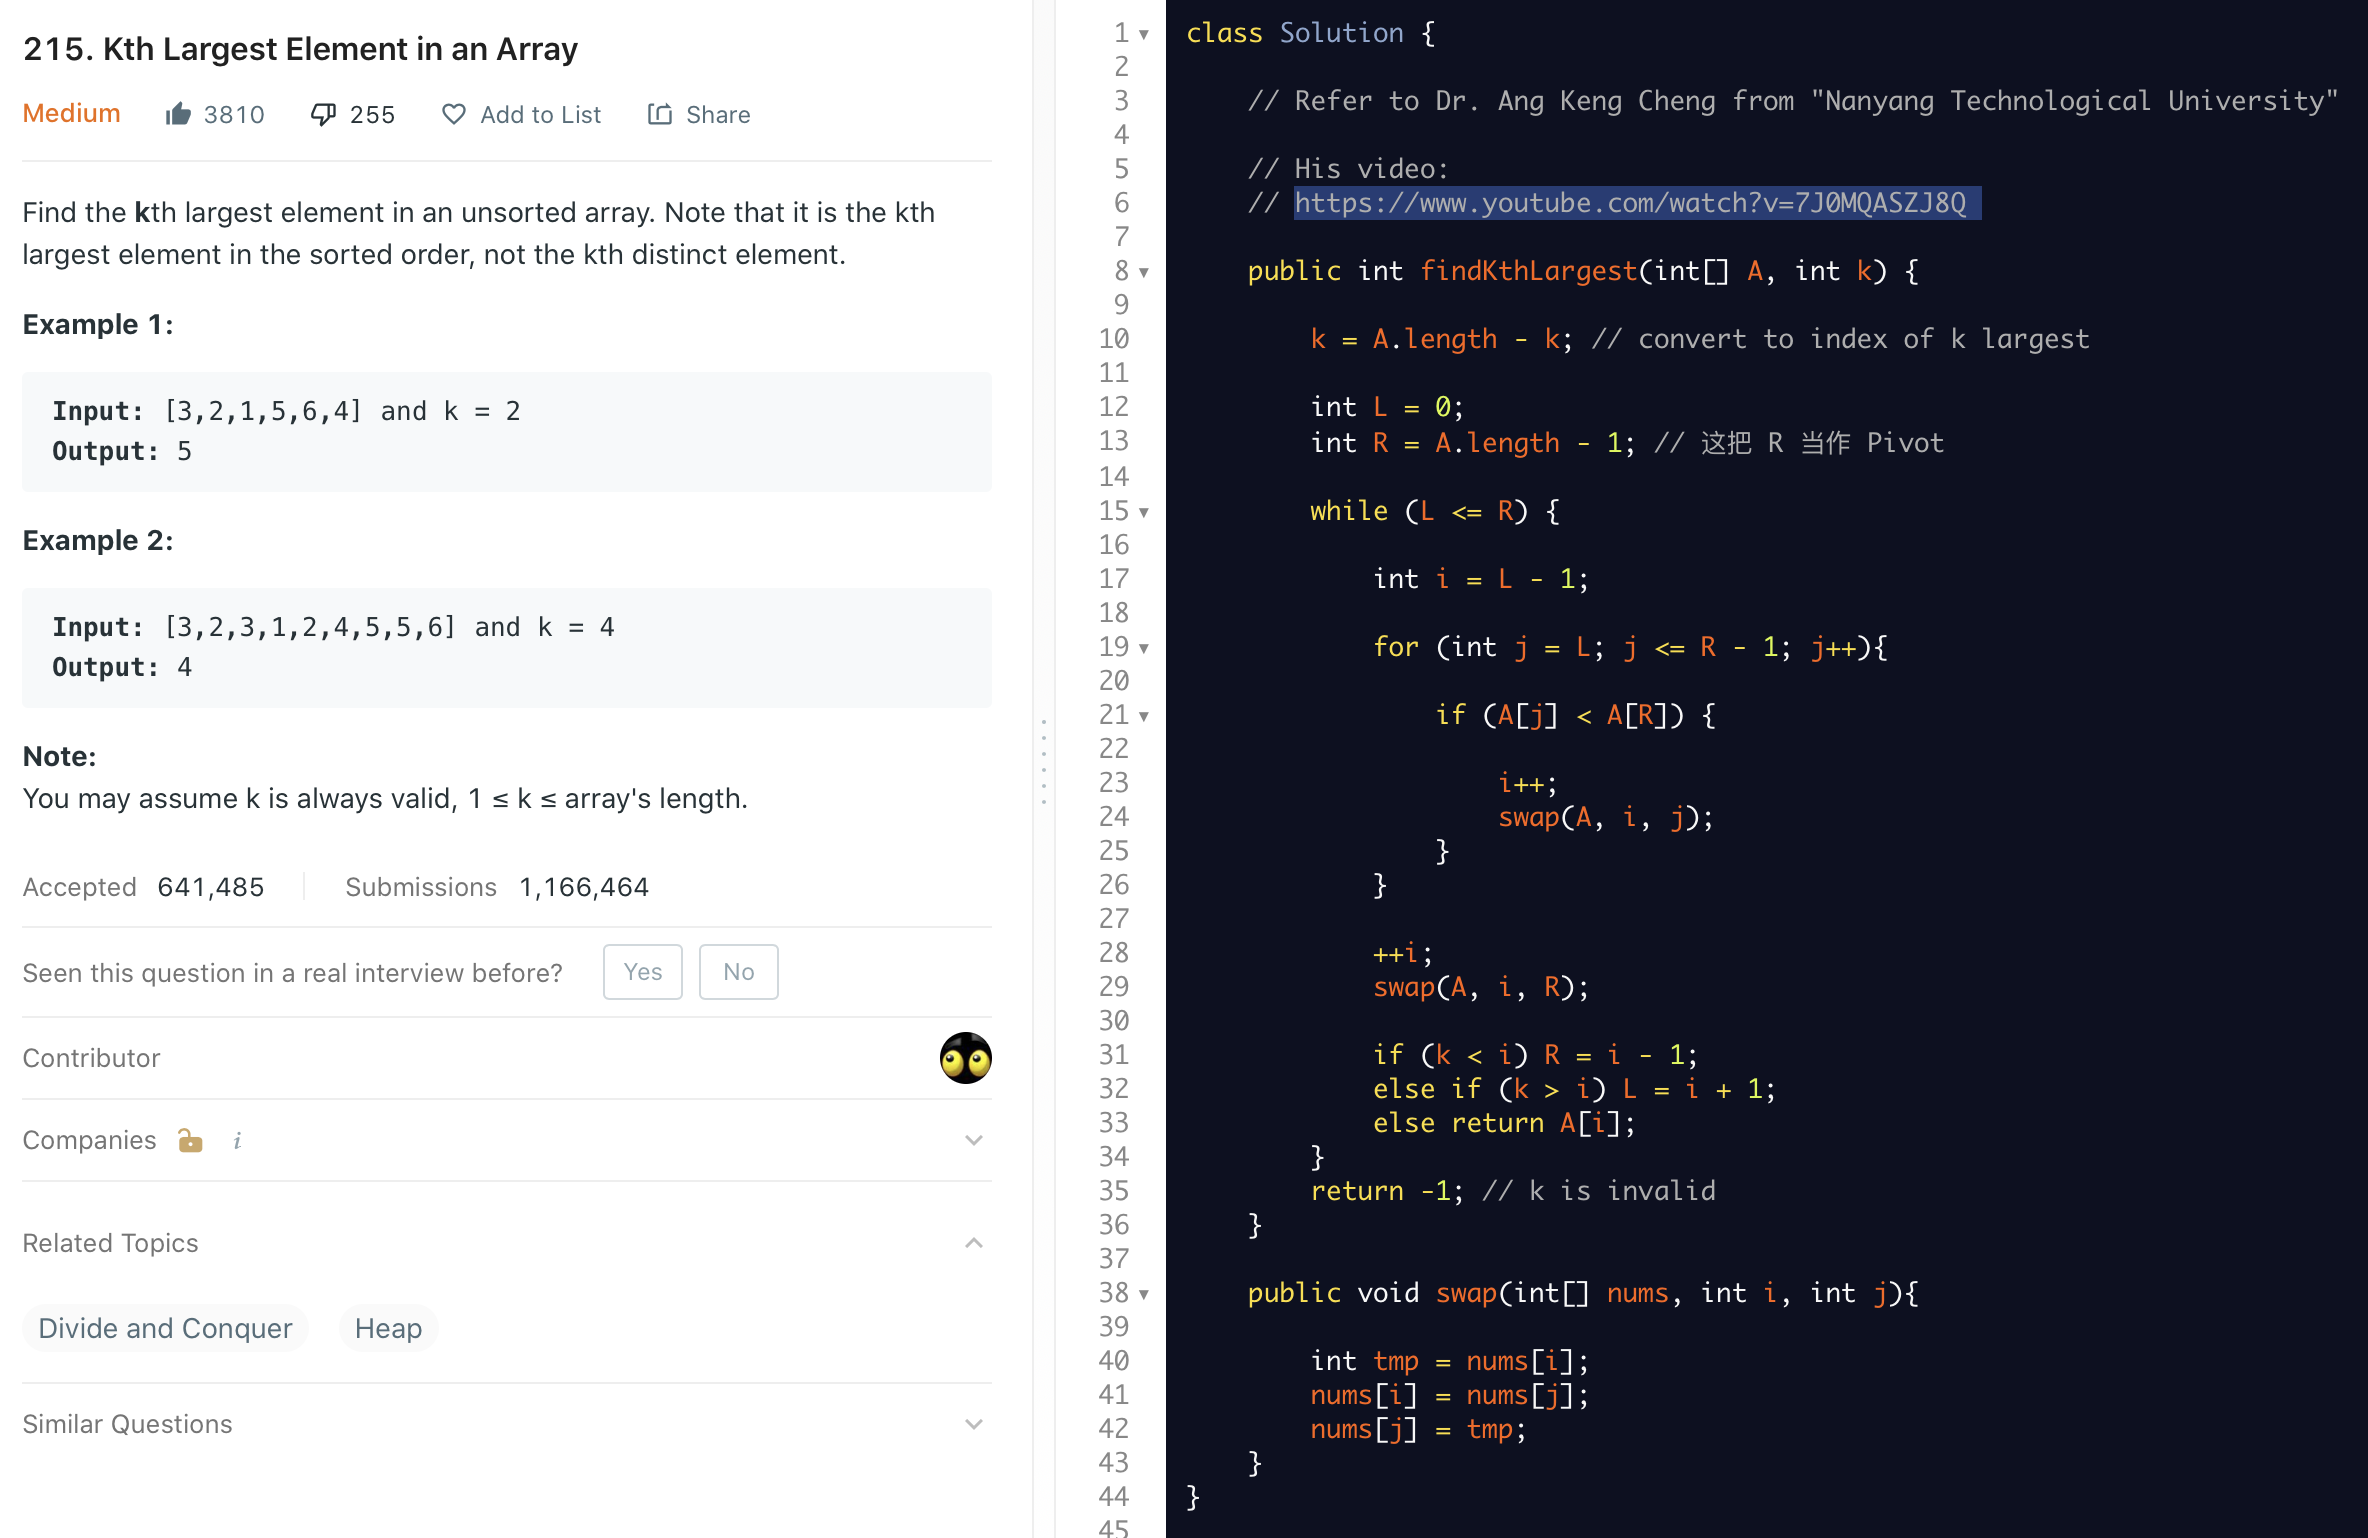 215. Kth Largest Element in an Array
Medium 3810 255 Add to List Share
Find the kth largest element in an unsorted array. Note that it is the kth
largest element in the sorted order, not the kth distinct element.
Example 1:
Input: [3,2,1,5,6,4] and k = 2
Output: 5
Example 2:
Input: [3,2,3,1,2,4,5,5,6] and k = 4
Output: 4
Note:
You may assume k is always valid, 1 ≤ k ≤ array's length.
Accepted 641,485 Submissions 1,166,464
Seen this question in a real interview before? Yes No
Contributor
Companies i
Related Topics
Divide and Conquer Heap
Similar Questions
1 class Solution {
2
3 // Refer to Dr. Ang Keng Cheng from "Nanyang Technological University"
4
5 // His video:
6 // https://www.youtube.com/watch?v=7J0MQASZJ8Q
7
8 public int findKthLargest(int[] A, int k) {
9
10 k = A.length - k; // convert to index of k largest
11
12 int L = 0;
13 int R = A.length - 1; // 这把 R 当作 Pivot
14
15 while (L <= R) {
16
17 int i = L - 1;
18
19 for (int j = L; j <= R - 1; j++){
20
21 if (A[j] < A[R]) {
22
23 i++;
24 swap(A, i, j);
25 }
26 }
27
28 ++i;
29 swap(A, i, R);
30
31 if (k < i) R = i - 1;
32 else if (k > i) L = i + 1;
33 else return A[i];
34 }
35 return -1; // k is invalid
36 }
37
38 public void swap(int[] nums, int i, int j){
39
40 int tmp = nums[i];
41 nums[i] = nums[j];
42 nums[j] = tmp;
43 }
44 }
45